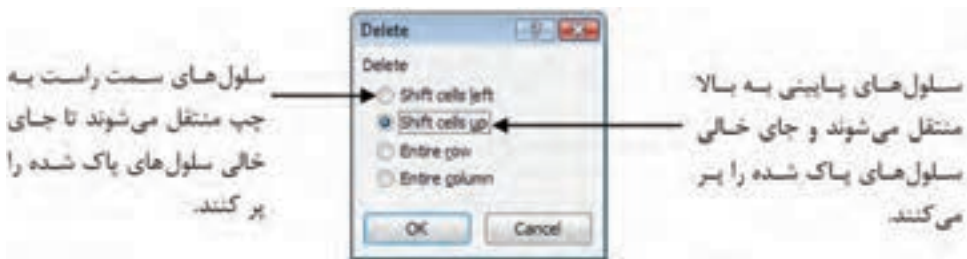 سلول‌های پایینی به بالا
منتقل می‌شوند و جای خالی
سلول‌های پاک شده را پر
می‌کنند.
Delete
Delete
Shift cells left
Shift cells up
Entire row
Entire column
OK
Cancel
سلول‌های سمت راست به
چپ منتقل می‌شوند تا جای
خالی سلول‌های پاک شده را
پر کنند.